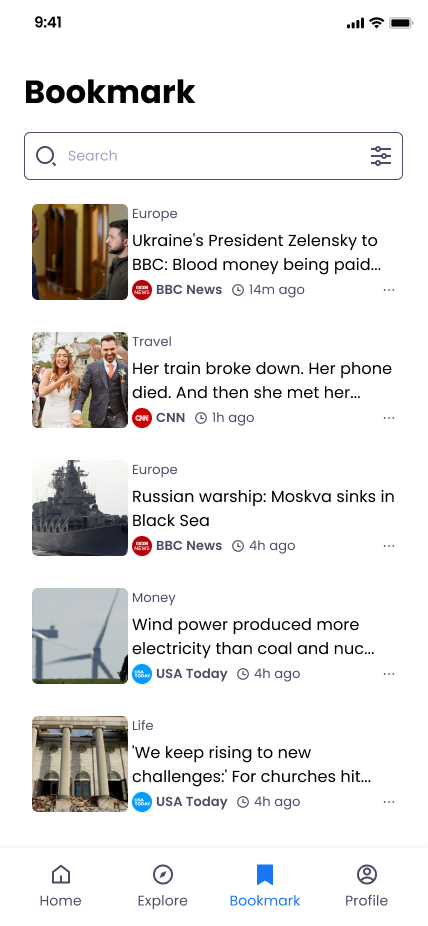 9:41
Bookmark
Search
Europe
Ukraine's President Zelensky to
BBC: Blood money being paid...
BBC NEWS
BBC News
14m ago
Travel
Her train broke down. Her phone
died. And then she met her...
CNN
CNN
1h ago
Europe
Russian warship: Moskva sinks in
Black Sea
BBC NEWS
BBC News
4h ago
Money
Wind power produced more
electricity than coal and nuc...
USA TODAY
USA Today
4h ago
Life
'We keep rising to new
challenges:' For churches hit...
USA TODAY
USA Today
4h ago
Home
Explore
Bookmark
Profile